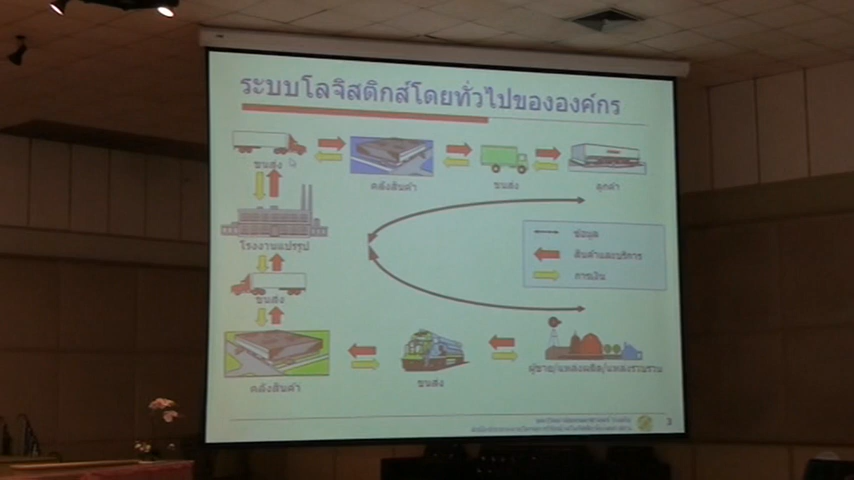 ระบบโลจิสติกส์โดยทั่วไปขององค์กร
ขนส่ง
คลังสินค้า
ขนส่ง
ลูกค้า
โรงงานแปรรูป
ข้อมูล
สินค้าและบริการ
การเงิน
ขนส่ง
คลังสินค้า
ขนส่ง
ผู้ขาย/แหล่งผลิต/แหล่งรวบรวม
3